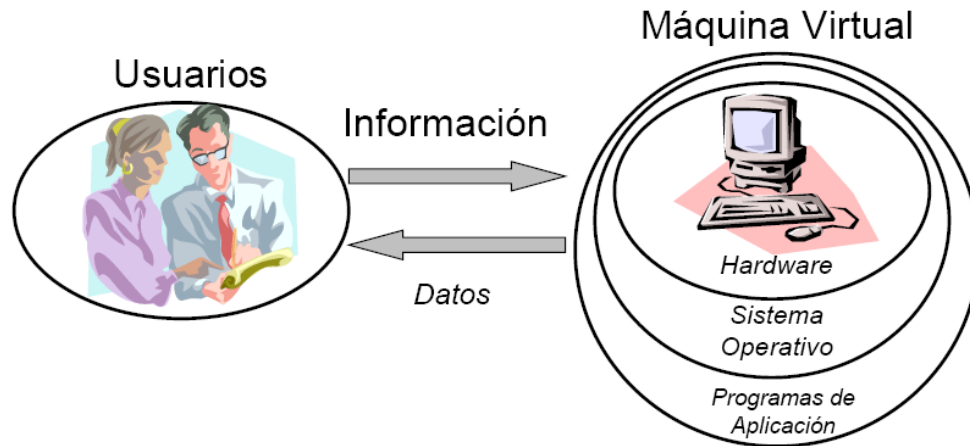 Máquina Virtual
Usuarios
Información
Datos
Hardware
Sistema
Operativo
Programas de
Aplicación